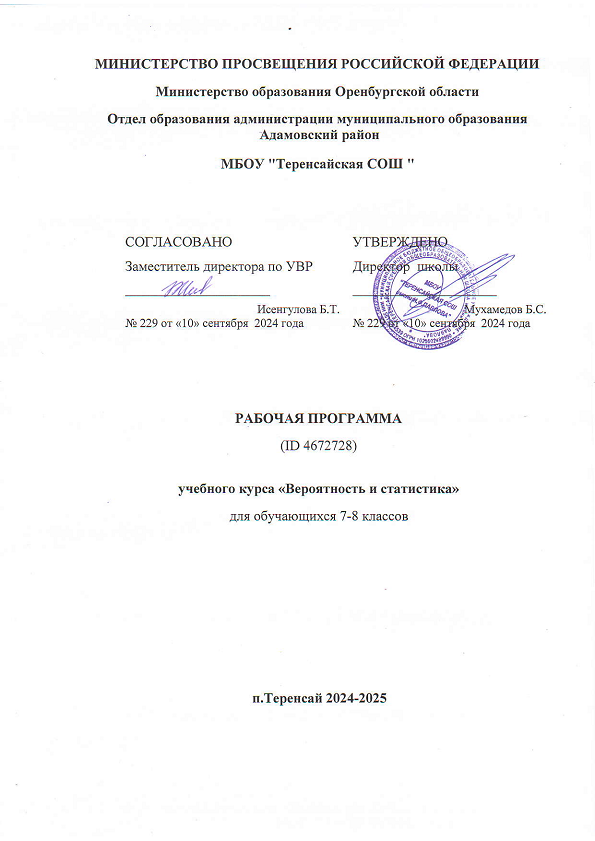 МИНИСТЕРСТВО ПРОСВЕЩЕНИЯ РОССИЙСКОЙ ФЕДЕРАЦИИ
Министерство образования Оренбургской области
Отдел образования администрации муниципального образования
Адамовский район
МБОУ "Теренсайская СОШ "
СОГЛАСОВАНО
Заместитель директора по УВР
Исенгулова Б.Т.
№ 229 от «10» сентября 2024 года
УТВЕРЖДЕНО
Директор школы
Мухамедов Б.С.
№ 229 от «10» сентября 2024 года
МБОУ
"ТЕРЕНСАЙСКАЯ СОШ
РАБОЧАЯ ПРОГРАММА
(ID 4672728)
учебного курса «Вероятность и статистика»
для обучающихся 7-8 классов
п.Теренсай 2024-2025